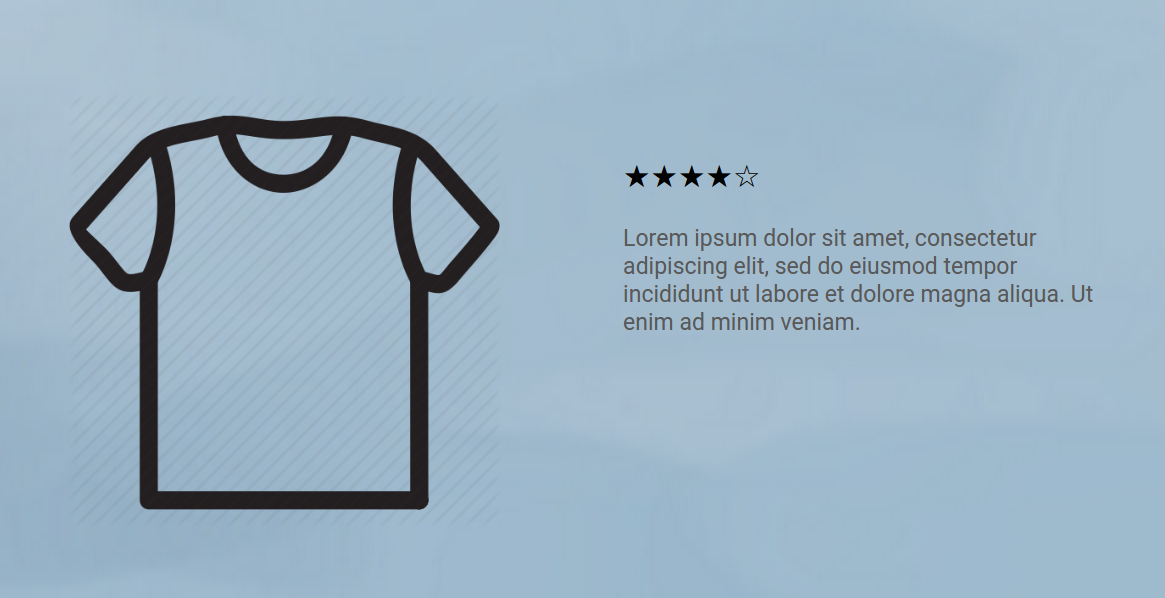 ★★★★☆
Lorem ipsum dolor sit amet, consectetur
adipiscing elit, sed do eiusmod tempor
incididunt ut labore et dolore magna aliqua. Ut
enim ad minim veniam.